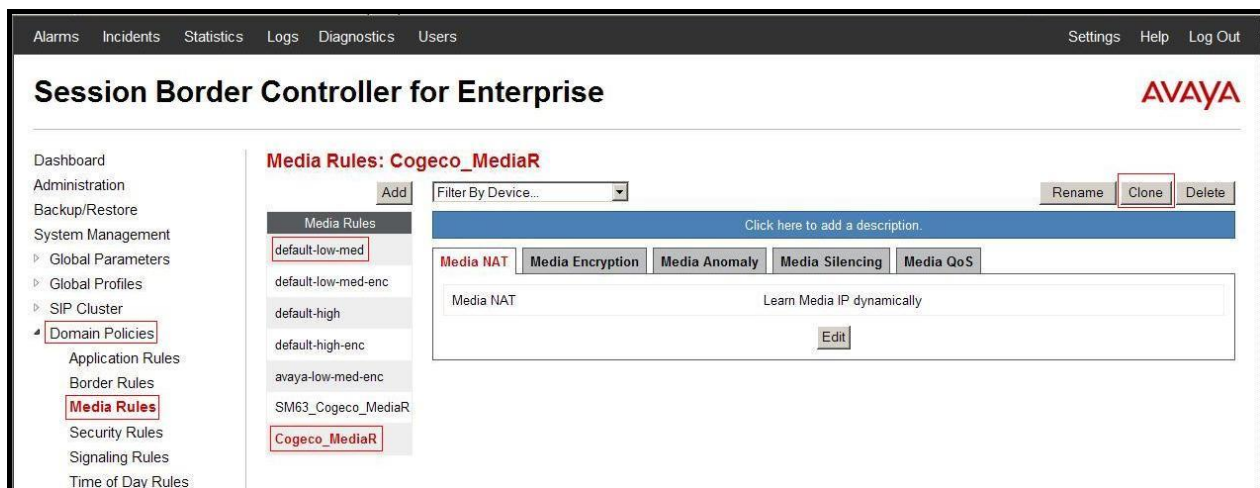 Alarms Incidents Statistics Logs Diagnostics Users Settings Help Log Out
Session Border Controller for Enterprise
AVAYA
Dashboard
Administration
Backup/Restore
System Management
Global Parameters
Global Profiles
SIP Cluster
Domain Policies
Application Rules
Border Rules
Media Rules
Security Rules
Signaling Rules
Time of Day Rules
Media Rules: Cogeco_MediaR
Add
Filter By Device...
Rename Clone Delete
Media Rules
default-low-med
default-low-med-enc
default-high
default-high-enc
avaya-low-med-enc
SM63_Cogeco_MediaR
Cogeco_MediaR
Click here to add a description.
Media NAT Media Encryption Media Anomaly Media Silencing Media QoS
Media NAT Learn Media IP dynamically
Edit